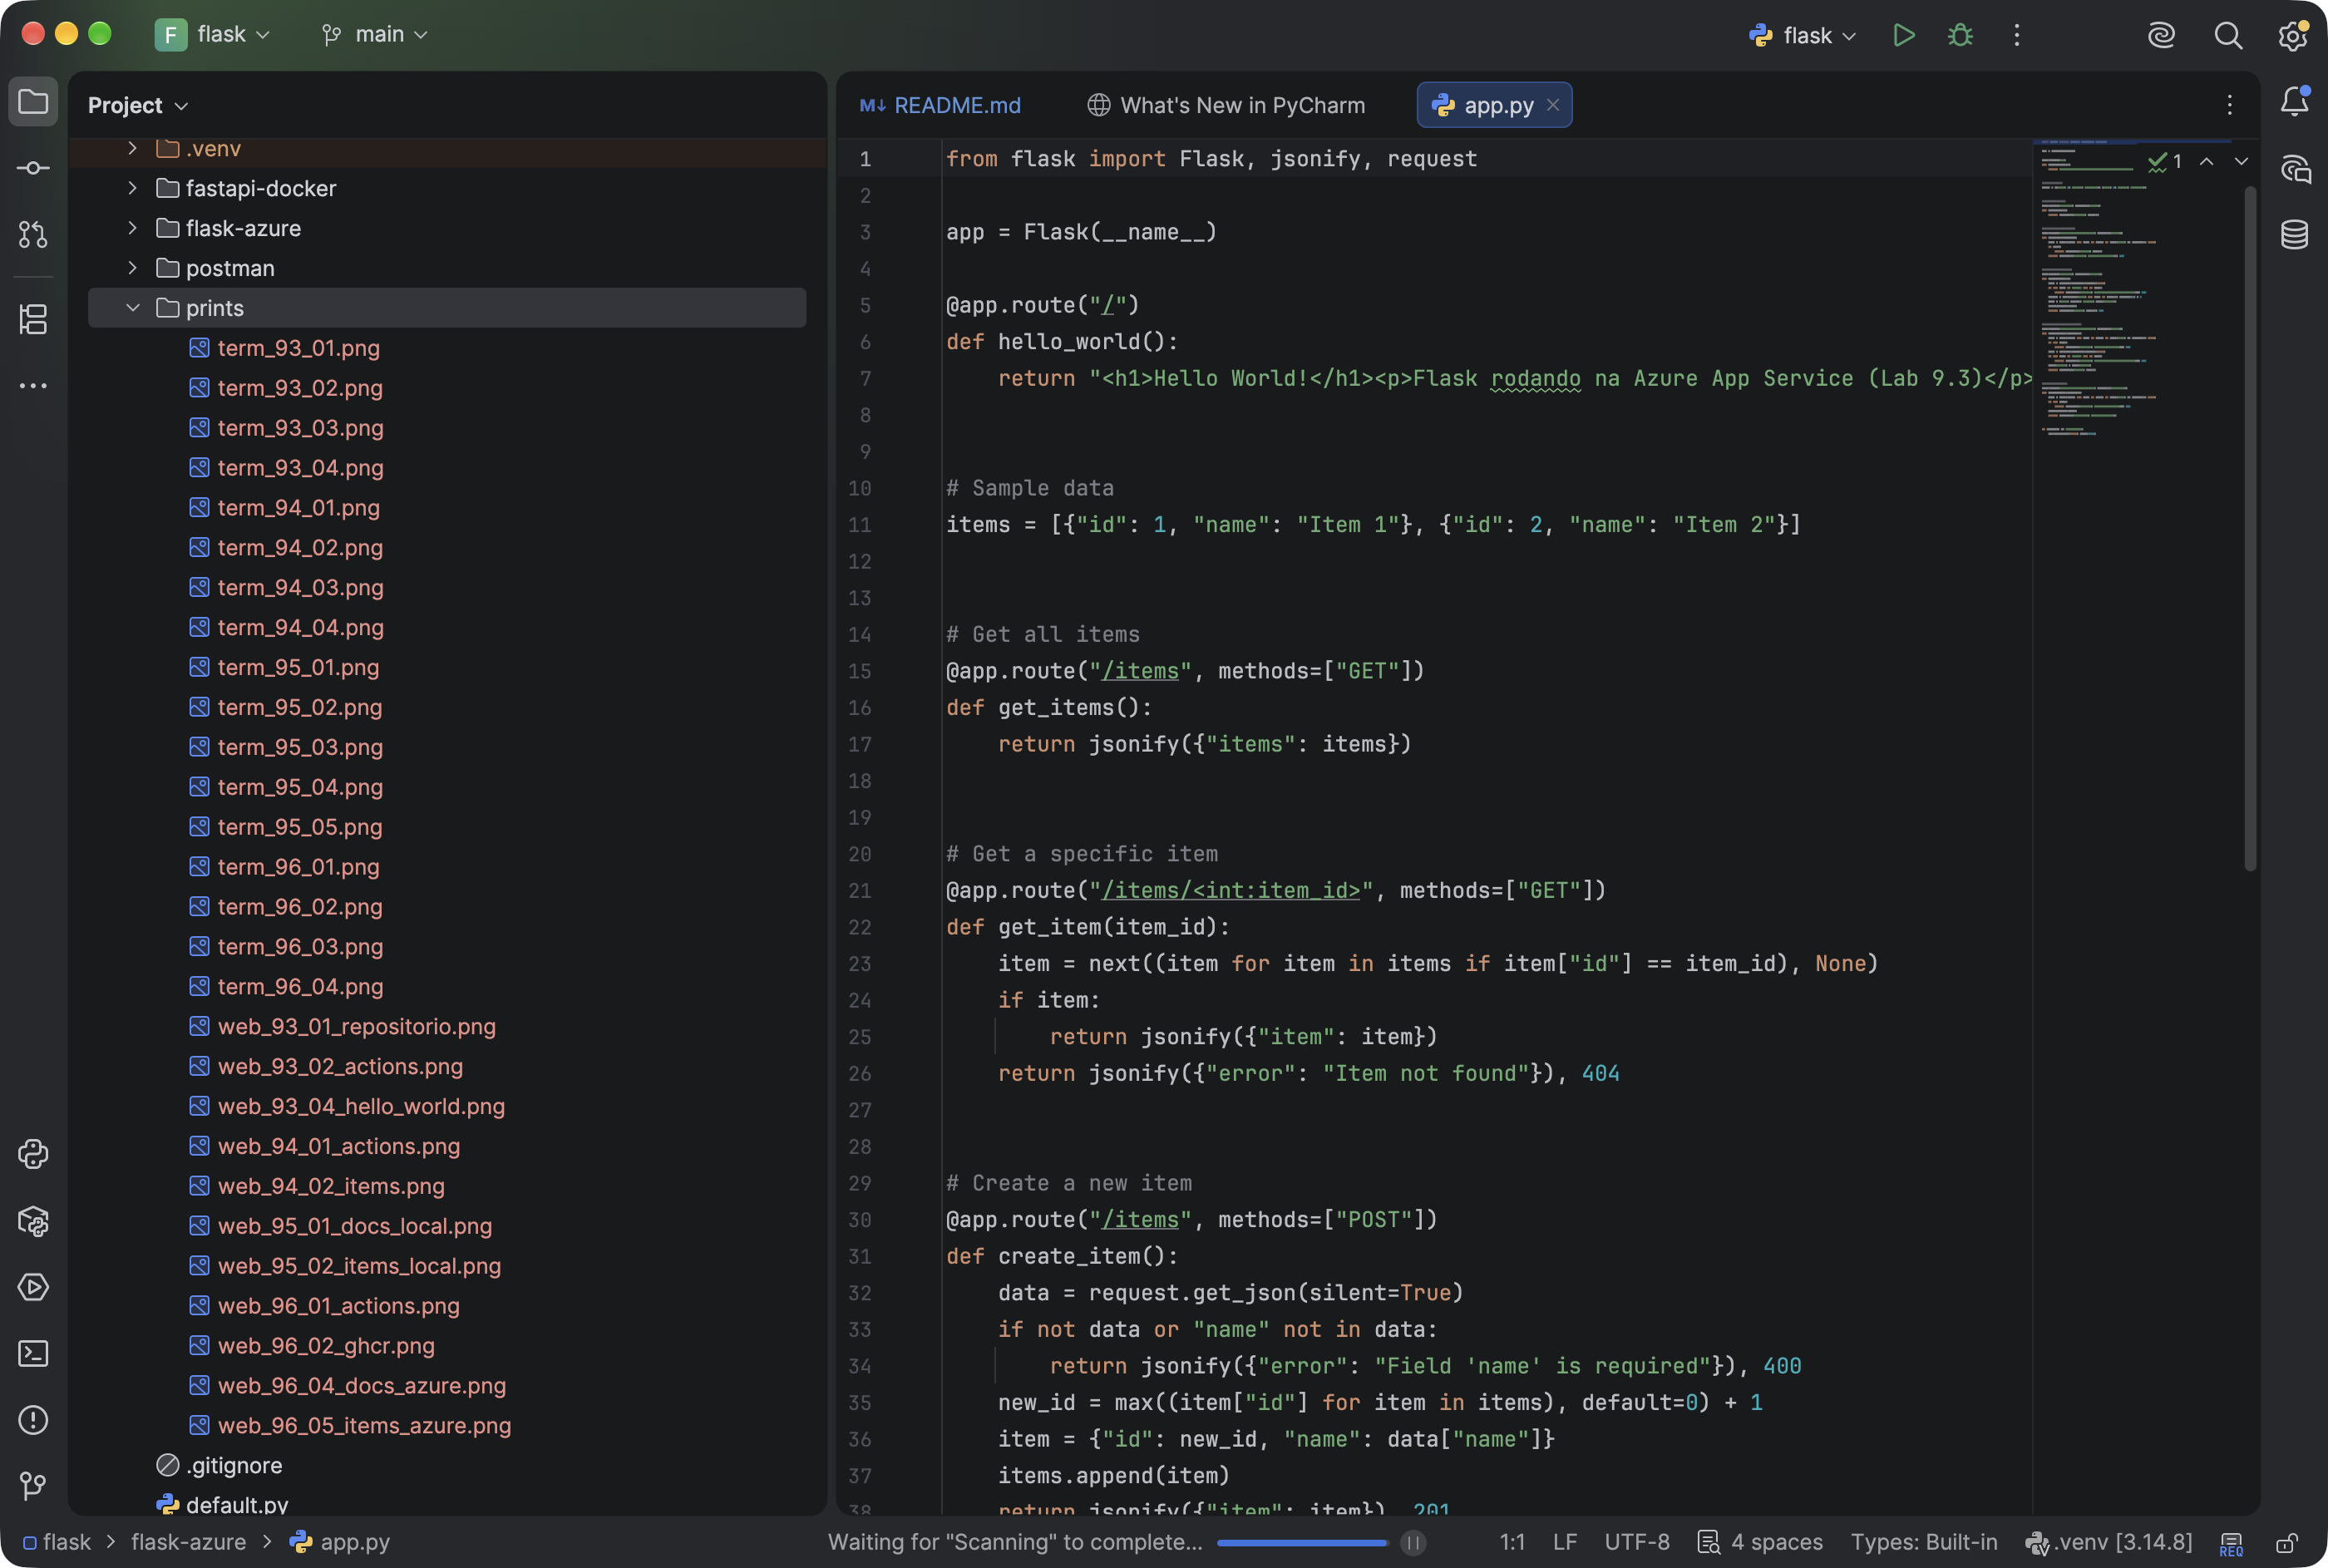 F flask main flask
Project
README.md What's New in PyCharm app.py
.venv
fastapi-docker
flask-azure
postman
prints
term_93_01.png
term_93_02.png
term_93_03.png
term_93_04.png
term_94_01.png
term_94_02.png
term_94_03.png
term_94_04.png
term_95_01.png
term_95_02.png
term_95_03.png
term_95_04.png
term_95_05.png
term_96_01.png
term_96_02.png
term_96_03.png
term_96_04.png
web_93_01_repositorio.png
web_93_02_actions.png
web_93_04_hello_world.png
web_94_01_actions.png
web_94_02_items.png
web_95_01_docs_local.png
web_95_02_items_local.png
web_96_01_actions.png
web_96_02_ghcr.png
web_96_04_docs_azure.png
web_96_05_items_azure.png
.gitignore
default.py
1 from flask import Flask, jsonify, request
1
2
3 app = Flask(__name__)
4
5 @app.route("/")
6 def hello_world():
7     return "<h1>Hello World!</h1><p>Flask rodando na Azure App Service (Lab 9.3)</p>
8
9
10 # Sample data
11 items = [{"id": 1, "name": "Item 1"}, {"id": 2, "name": "Item 2"}]
12
13
14 # Get all items
15 @app.route("/items", methods=["GET"])
16 def get_items():
17     return jsonify({"items": items})
18
19
20 # Get a specific item
21 @app.route("/items/<int:item_id>", methods=["GET"])
22 def get_item(item_id):
23     item = next((item for item in items if item["id"] == item_id), None)
24     if item:
25         return jsonify({"item": item})
26     return jsonify({"error": "Item not found"}), 404
27
28
29 # Create a new item
30 @app.route("/items", methods=["POST"])
31 def create_item():
32     data = request.get_json(silent=True)
33     if not data or "name" not in data:
34         return jsonify({"error": "Field 'name' is required"}), 400
35     new_id = max((item["id"] for item in items), default=0) + 1
36     item = {"id": new_id, "name": data["name"]}
37     items.append(item)
38     return jsonify({"item": item}), 201
flask > flask-azure > app.py Waiting for "Scanning" to complete... 1:1 LF UTF-8 4 spaces Types: Built-in .venv [3.14.8] REQ